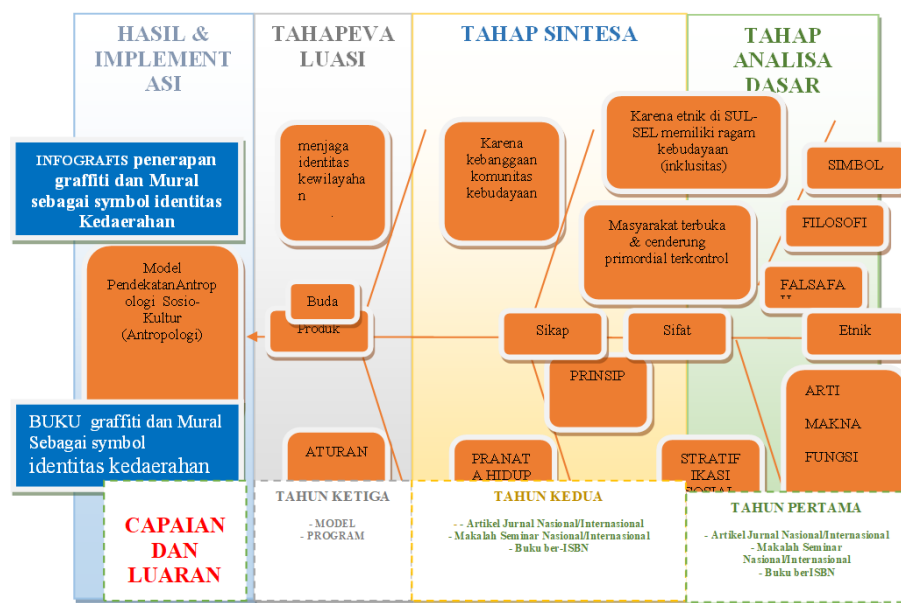 HASIL &
IMPLEMENT
ASI
TAHAPEVA
LUASI
TAHAP SINTESA
TAHAP
ANALISA
DASAR
INFOGRAFIS penerapan
graffiti dan Mural
sebagai symbol identitas
Kedaerahan
Model
PendekatanAntrop
ologi Sosio-
Kultur
(Antropologi)
BUKU graffiti dan Mural
Sebagai symbol
identitas kedaerahan
menjaga
identitas
kewilayaha
n
Buda
Produk
ATURAN
Karena
kebanggaan
komunitas
kebudayaan
Karena etnik di SUL-
SEL memiliki ragam
kebudayaan
(inklusitas)
Masyarakat terbuka
& cenderung
primordial terkontrol
Sikap
Sifat
PRINSIP
PRANAT
A HIDUP
STRATIF
IKASI
SOSIAL
SIMBOL
FILOSOFI
FALSAFA
Etnik
ARTI
MAKNA
FUNGSI
CAPAIAN
DAN
LUARAN
TAHUN KETIGA
- MODEL
- PROGRAM
TAHUN KEDUA
- - Artikel Jurnal Nasional/Internasional
- Makalah Seminar Nasional/Internasional
- Buku ber-ISBN
TAHUN PERTAMA
- Artikel Jurnal Nasional/Internasional
- Makalah Seminar
Nasional/Internasional
- Buku berISBN